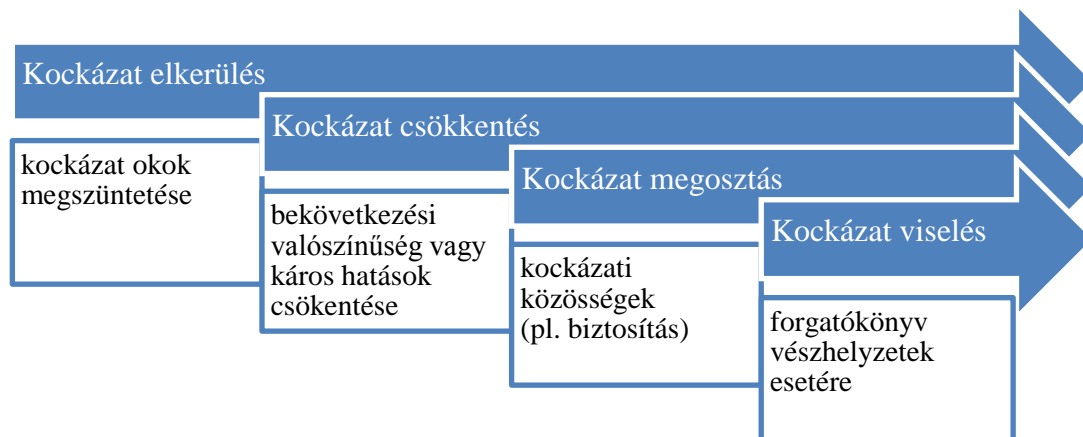 Kockázat elkerülés
kockázat okok
megszüntetése
Kockázat csökkentés
bekövetkezési
valószínűség vagy
káros hatások
csökentése
Kockázat megosztás
kockázati
közösségek
(pl. biztosítás)
Kockázat viselés
forgatókönyv
vészhelyzetek
esetére